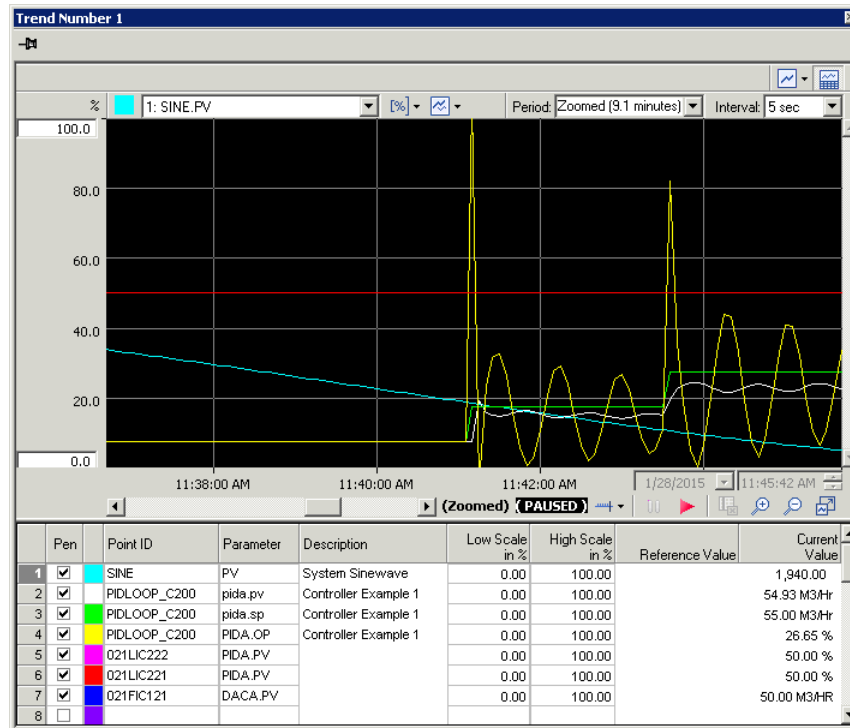 Trend Number 1
% 1: SINE.PV [%] Period: Zoomed (9.1 minutes) Interval: 5 sec
100.0
80.0
60.0
40.0
20.0
0.0
11:38:00 AM 11:40:00 AM 11:42:00 AM 1/28/2015 11:45:42 AM
(Zoomed) (PAUSED)
Pen Point ID Parameter Description Low Scale in % High Scale in % Reference Value Current Value
1 SINE PV System Sinewave 0.00 100.00 1,940.00
2 PIDLOOP_C200 pida.pv Controller Example 1 0.00 100.00 54.93 M3/Hr
3 PIDLOOP_C200 pida.sp Controller Example 1 0.00 100.00 55.00 M3/Hr
4 PIDLOOP_C200 PIDA.OP Controller Example 1 0.00 100.00 26.65 %
5 021LIC222 PIDA.PV 0.00 100.00 50.00 %
6 021LIC221 PIDA.PV 0.00 100.00 50.00 %
7 021FIC121 DACA.PV 0.00 100.00 50.00 M3/HR
8